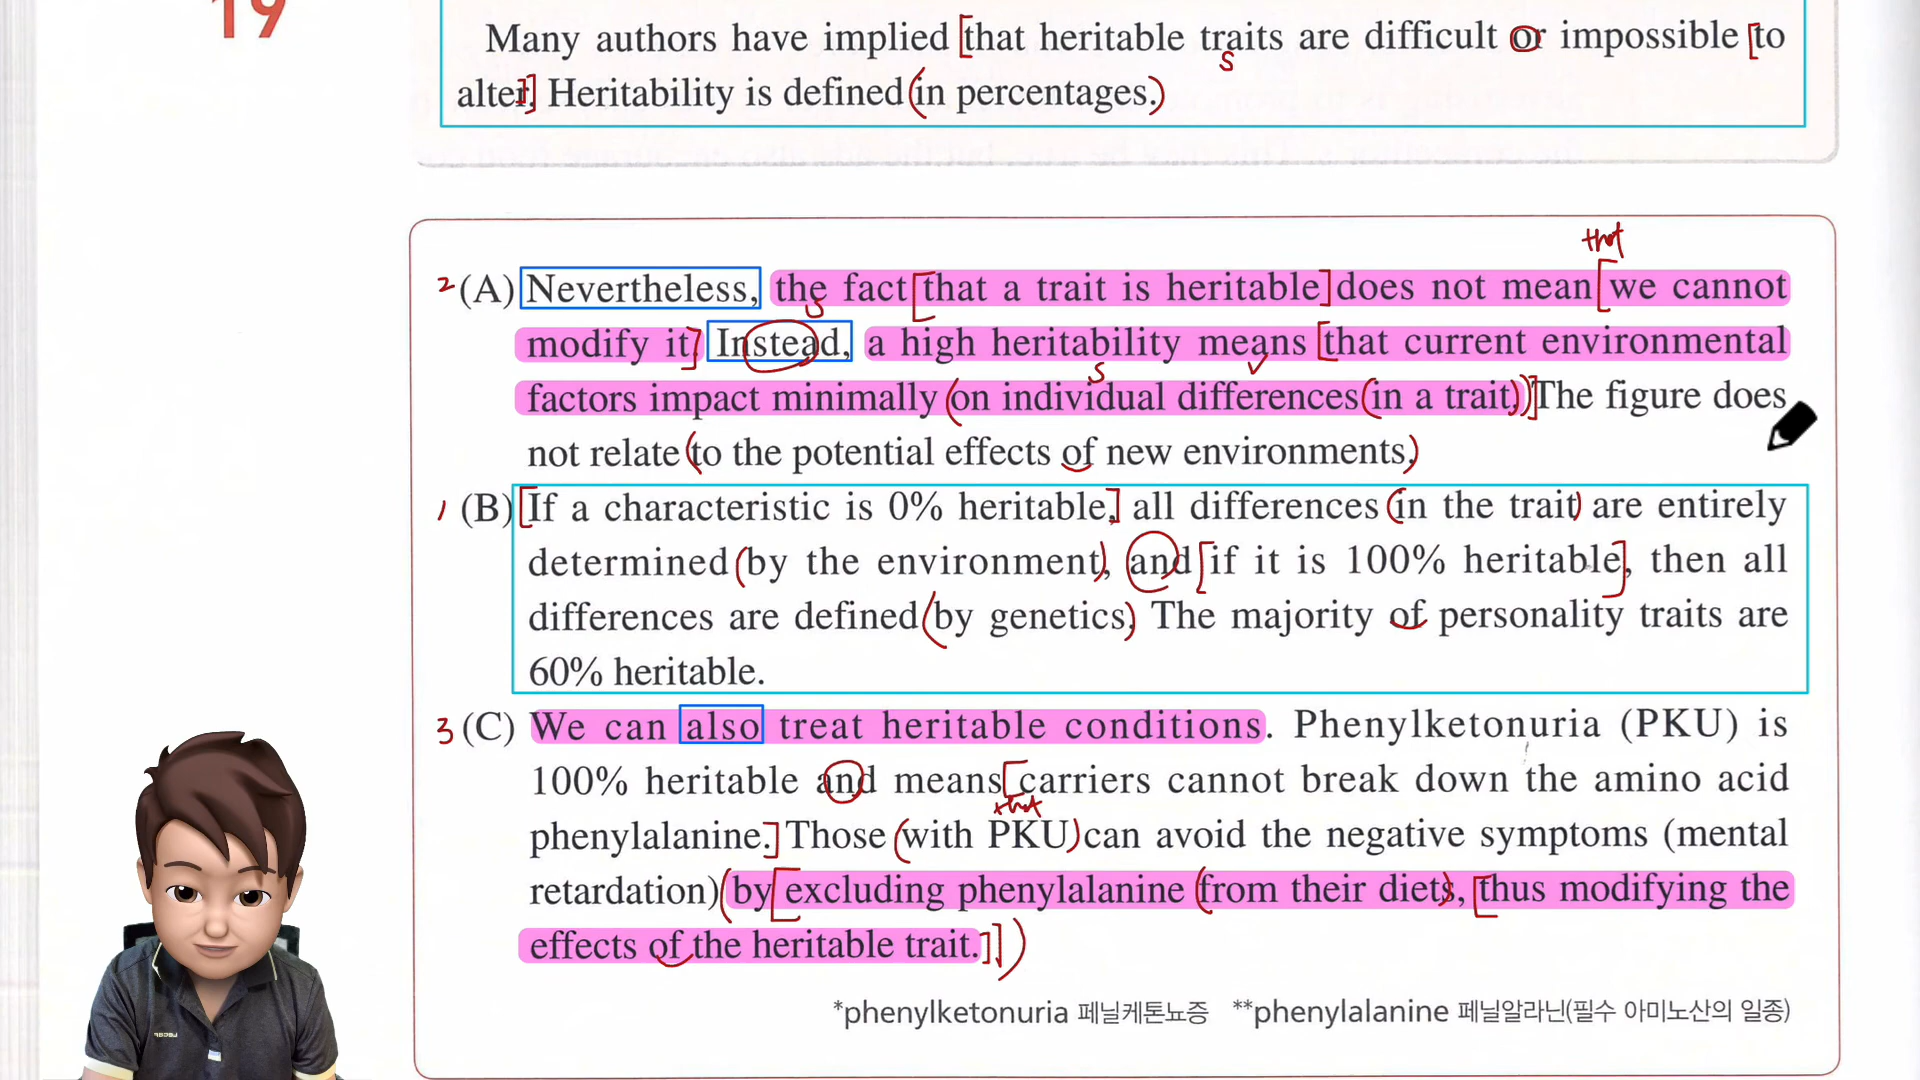 19
Many authors have implied [that heritable traits are difficult or impossible [to
s
alter]]. Heritability is defined (in percentages.)
that
2 (A) Nevertheless, the fact [that a trait is heritable] does not mean [we cannot
s
modify it]. Instead, a high heritability means [that current environmental
s v
factors impact minimally (on individual differences (in a trait.))] The figure does
not relate (to the potential effects of new environments.)
1 (B) [If a characteristic is 0% heritable,] all differences (in the trait) are entirely
determined (by the environment), and [if it is 100% heritable], then all
differences are defined (by genetics.) The majority of personality traits are
60% heritable.
3 (C) We can also treat heritable conditions. Phenylketonuria (PKU) is
100% heritable and means [carriers cannot break down the amino acid
that
phenylalanine.] Those (with PKU) can avoid the negative symptoms (mental
retardation) (by [excluding phenylalanine (from their diets), [thus modifying the
effects of the heritable trait.]])
*phenylketonuria 페닐케톤뇨증 **phenylalanine 페닐알라닌(필수 아미노산의 일종)